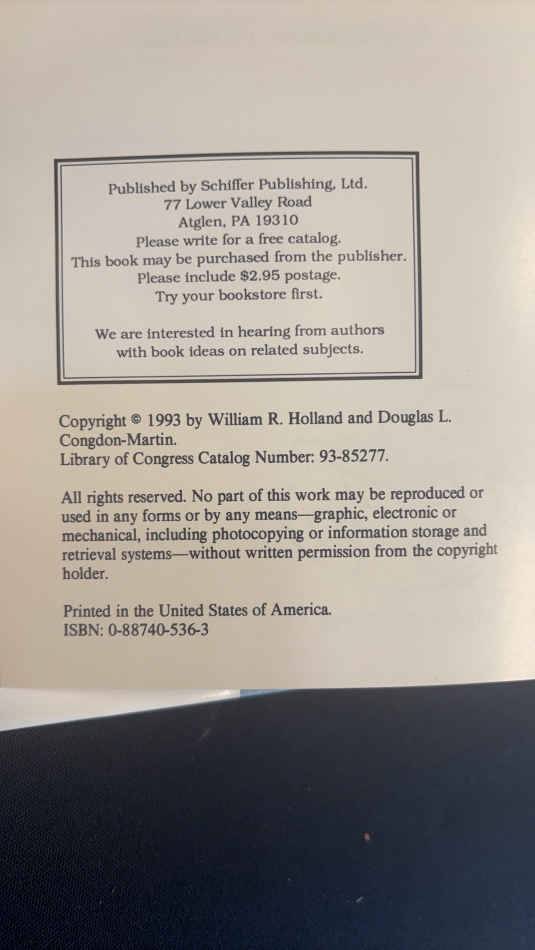 Published by Schiffer Publishing, Ltd.
77 Lower Valley Road
Atglen, PA 19310
Please write for a free catalog.
This book may be purchased from the publisher.
Please include $2.95 postage.
Try your bookstore first.
We are interested in hearing from authors
with book ideas on related subjects.
Copyright © 1993 by William R. Holland and Douglas L.
Congdon-Martin.
Library of Congress Catalog Number: 93-85277.
All rights reserved. No part of this work may be reproduced or
used in any forms or by any means—graphic, electronic or
mechanical, including photocopying or information storage and
retrieval systems—without written permission from the copyright
holder.
Printed in the United States of America.
ISBN: 0-88740-536-3